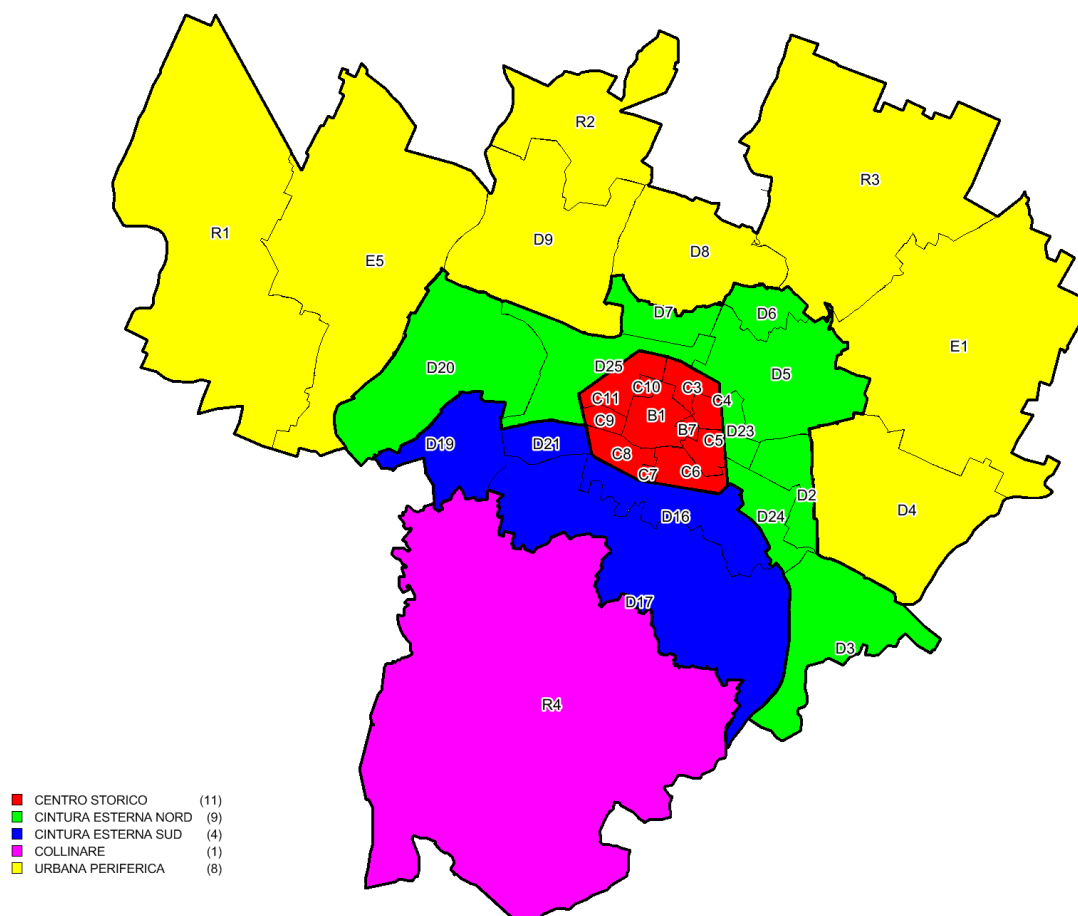 R2
R3
R1
D9
D8
E5
D7
D6
E1
D25
D20
D5
C10
C3
C11
C4
B1
C9
B7
D23
C5
D19
D21
C8
C7
C6
D2
D4
D16
D24
D17
D3
R4
CENTRO STORICO (11)
CINTURA ESTERNA NORD (9)
CINTURA ESTERNA SUD (4)
COLLINARE (1)
URBANA PERIFERICA (8)